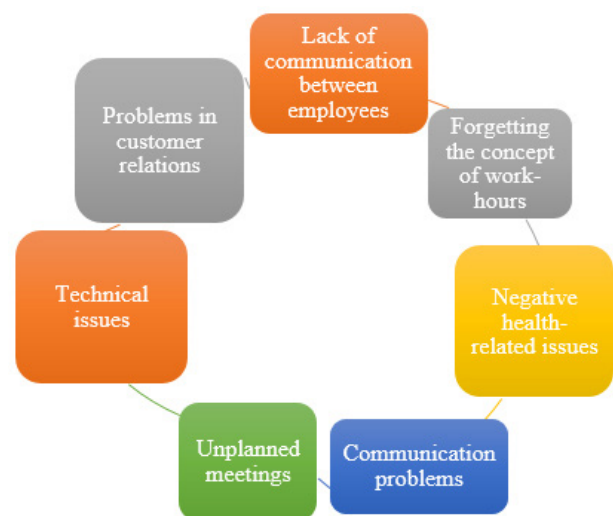 Lack of
communication
between
employees
Forgetting
the concept
of work-
hours
Negative
health-
related issues
Communication
problems
Unplanned
meetings
Technical
issues
Problems in
customer
relations